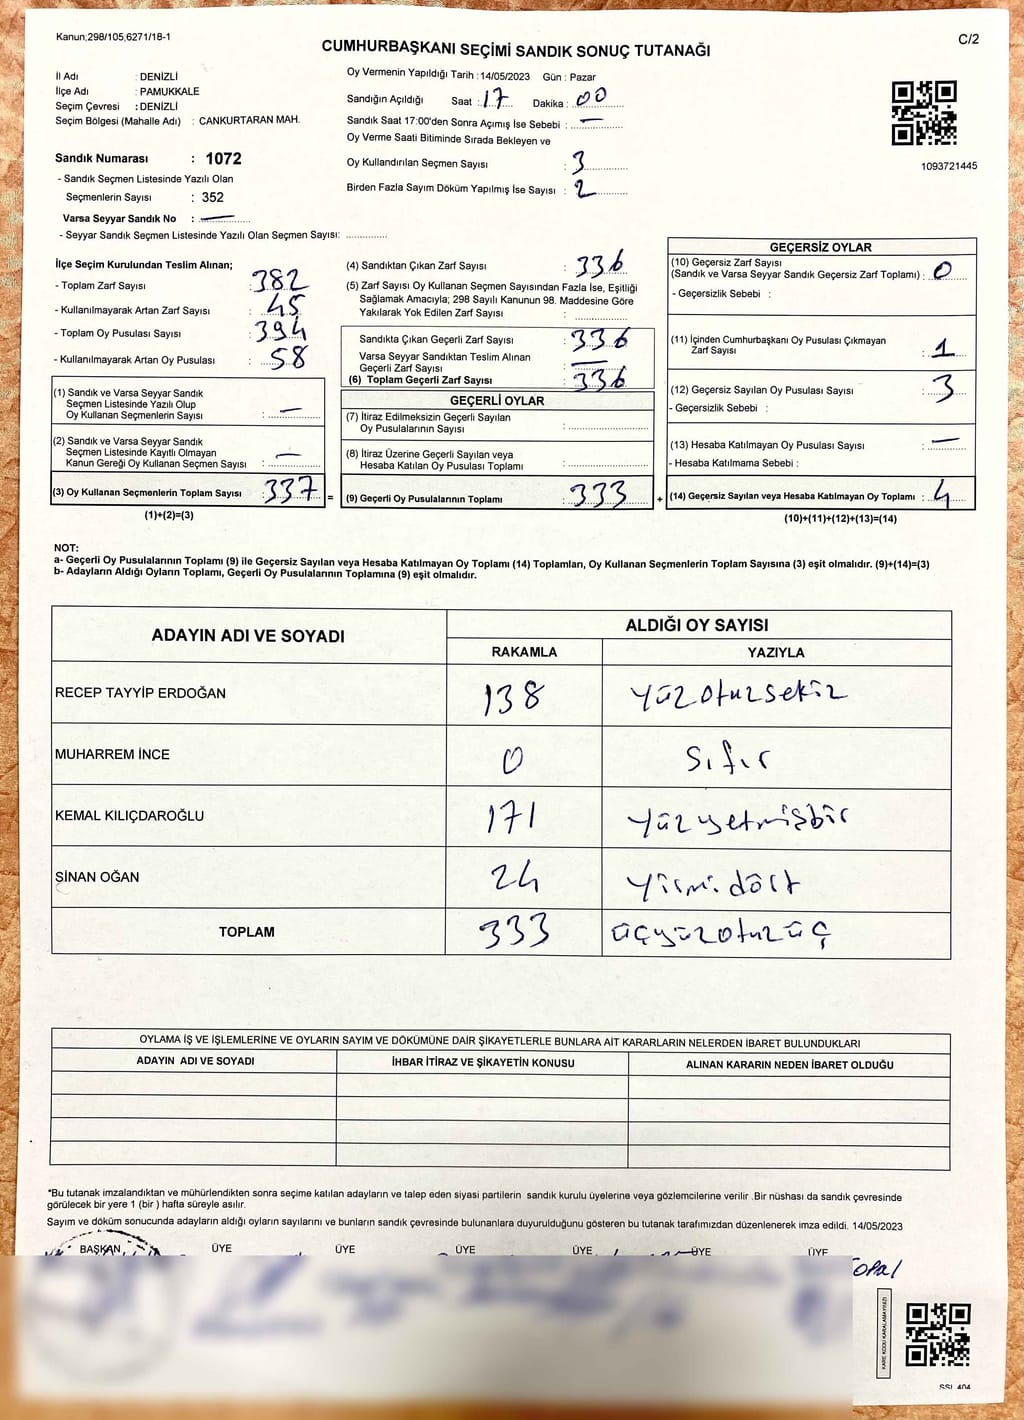 Kanun;298/105,6271/18-1
C/2
CUMHURBAŞKANI SEÇİMİ SANDIK SONUÇ TUTANAĞI
İl Adı : DENİZLİ
İlçe Adı : PAMUKKALE
Seçim Çevresi : DENİZLİ
Seçim Bölgesi (Mahalle Adı) : CANKURTARAN MAH.
Sandık Numarası : 1072
- Sandık Seçmen Listesinde Yazılı Olan
Seçmenlerin Sayısı : 352
Varsa Seyyar Sandık No : —
- Seyyar Sandık Seçmen Listesinde Yazılı Olan Seçmen Sayısı: ..............
Oy Vermenin Yapıldığı Tarih : 14/05/2023 Gün : Pazar
Sandığın Açıldığı Saat : 17 Dakika : 00
Sandık Saat 17:00'den Sonra Açımış İse Sebebi : —
Oy Verme Saati Bitiminde Sırada Bekleyen ve
Oy Kullandırılan Seçmen Sayısı : 3
Birden Fazla Sayım Döküm Yapılmış İse Sayısı : 2
1093721445
İlçe Seçim Kurulundan Teslim Alınan;
- Toplam Zarf Sayısı : 382
- Kullanılmayarak Artan Zarf Sayısı : 45
- Toplam Oy Pusulası Sayısı : 394
- Kullanılmayarak Artan Oy Pusulası : 58
(1) Sandık ve Varsa Seyyar Sandık
Seçmen Listesinde Yazılı Olup
Oy Kullanan Seçmenlerin Sayısı : —
(2) Sandık ve Varsa Seyyar Sandık
Seçmen Listesinde Kayıtlı Olmayan
Kanun Gereği Oy Kullanan Seçmen Sayısı : —
(3) Oy Kullanan Seçmenlerin Toplam Sayısı : 337 =
(1)+(2)=(3)
(4) Sandıktan Çıkan Zarf Sayısı : 336
(5) Zarf Sayısı Oy Kullanan Seçmen Sayısından Fazla İse, Eşitliği
Sağlamak Amacıyla; 298 Sayılı Kanunun 98. Maddesine Göre
Yakılarak Yok Edilen Zarf Sayısı : ..............
Sandıkta Çıkan Geçerli Zarf Sayısı : 336
Varsa Seyyar Sandıktan Teslim Alınan
Geçerli Zarf Sayısı : —
(6) Toplam Geçerli Zarf Sayısı : 336
GEÇERLİ OYLAR
(7) İtiraz Edilmeksizin Geçerli Sayılan
Oy Pusulalarının Sayısı : ..............
(8) İtiraz Üzerine Geçerli Sayılan veya
Hesaba Katılan Oy Pusulası Toplamı : ..............
(9) Geçerli Oy Pusulalarının Toplamı : 333 +
GEÇERSİZ OYLAR
(10) Geçersiz Zarf Sayısı
(Sandık ve Varsa Seyyar Sandık Geçersiz Zarf Toplamı) : 0
- Geçersizlik Sebebi :
(11) İçinden Cumhurbaşkanı Oy Pusulası Çıkmayan
Zarf Sayısı : 1
(12) Geçersiz Sayılan Oy Pusulası Sayısı : 3
- Geçersizlik Sebebi :
(13) Hesaba Katılmayan Oy Pusulası Sayısı : —
- Hesaba Katılmama Sebebi :
(14) Geçersiz Sayılan veya Hesaba Katılmayan Oy Toplamı : 4
(10)+(11)+(12)+(13)=(14)
NOT:
a- Geçerli Oy Pusulalarının Toplamı (9) ile Geçersiz Sayılan veya Hesaba Katılmayan Oy Toplamı (14) Toplamları, Oy Kullanan Seçmenlerin Toplam Sayısına (3) eşit olmalıdır. (9)+(14)=(3)
b- Adayların Aldığı Oyların Toplamı, Geçerli Oy Pusulalarının Toplamına (9) eşit olmalıdır.
ADAYIN ADI VE SOYADI
ALDIĞI OY SAYISI
RAKAMLA YAZIYLA
RECEP TAYYİP ERDOĞAN 138 yüzotuzsekiz
MUHARREM İNCE 0 Sıfır
KEMAL KILIÇDAROĞLU 171 yüzyetmişbir
SİNAN OĞAN 24 yirmi dört
TOPLAM 333 üçyüzotuzüç
OYLAMA İŞ VE İŞLEMLERİNE VE OYLARIN SAYIM VE DÖKÜMÜNE DAİR ŞİKAYETLERLE BUNLARA AİT KARARLARIN NELERDEN İBARET BULUNDUKLARI
ADAYIN ADI VE SOYADI İHBAR İTİRAZ VE ŞİKAYETİN KONUSU ALINAN KARARIN NEDEN İBARET OLDUĞU
*Bu tutanak imzalandıktan ve mühürlendikten sonra seçime katılan adayların ve talep eden siyasi partilerin sandık kurulu üyelerine veya gözlemcilerine verilir .Bir nüshası da sandık çevresinde
görülecek bir yere 1 (bir ) hafta süreyle asılır.
Sayım ve döküm sonucunda adayların aldığı oyların sayılarını ve bunların sandık çevresinde bulunanlara duyurulduğunu gösteren bu tutanak tarafımızdan düzenlenerek imza edildi. 14/05/2023
BAŞKAN ÜYE ÜYE ÜYE ÜYE ÜYE ÜYE
TOPAL
KARE KODU KARALAMAYINIZ!
SSL 404